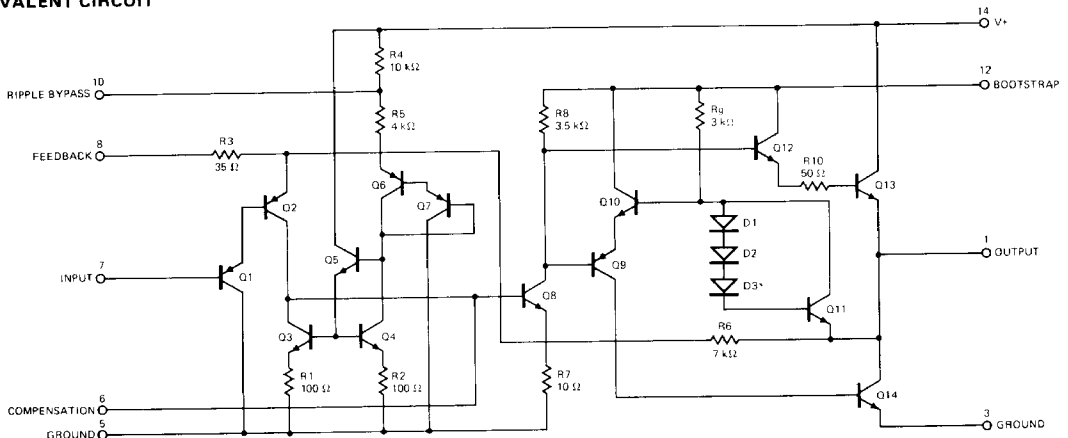 VALENT CIRCUIT
14
V+
R4
10 kΩ
10
RIPPLE BYPASS
12
BOOTSTRAP
R5
4 kΩ
R8
3.5 kΩ
R9
3 kΩ
8
FEEDBACK
R3
35 Ω
Q12
R10
50 Ω
Q13
Q6
Q7
Q2
Q10
D1
1
OUTPUT
7
INPUT
Q1
Q5
Q9
D2
D3*
Q8
Q11
Q3
Q4
R6
7 kΩ
R1
100 Ω
R2
100 Ω
R7
10 Ω
Q14
6
COMPENSATION
5
GROUND
3
GROUND